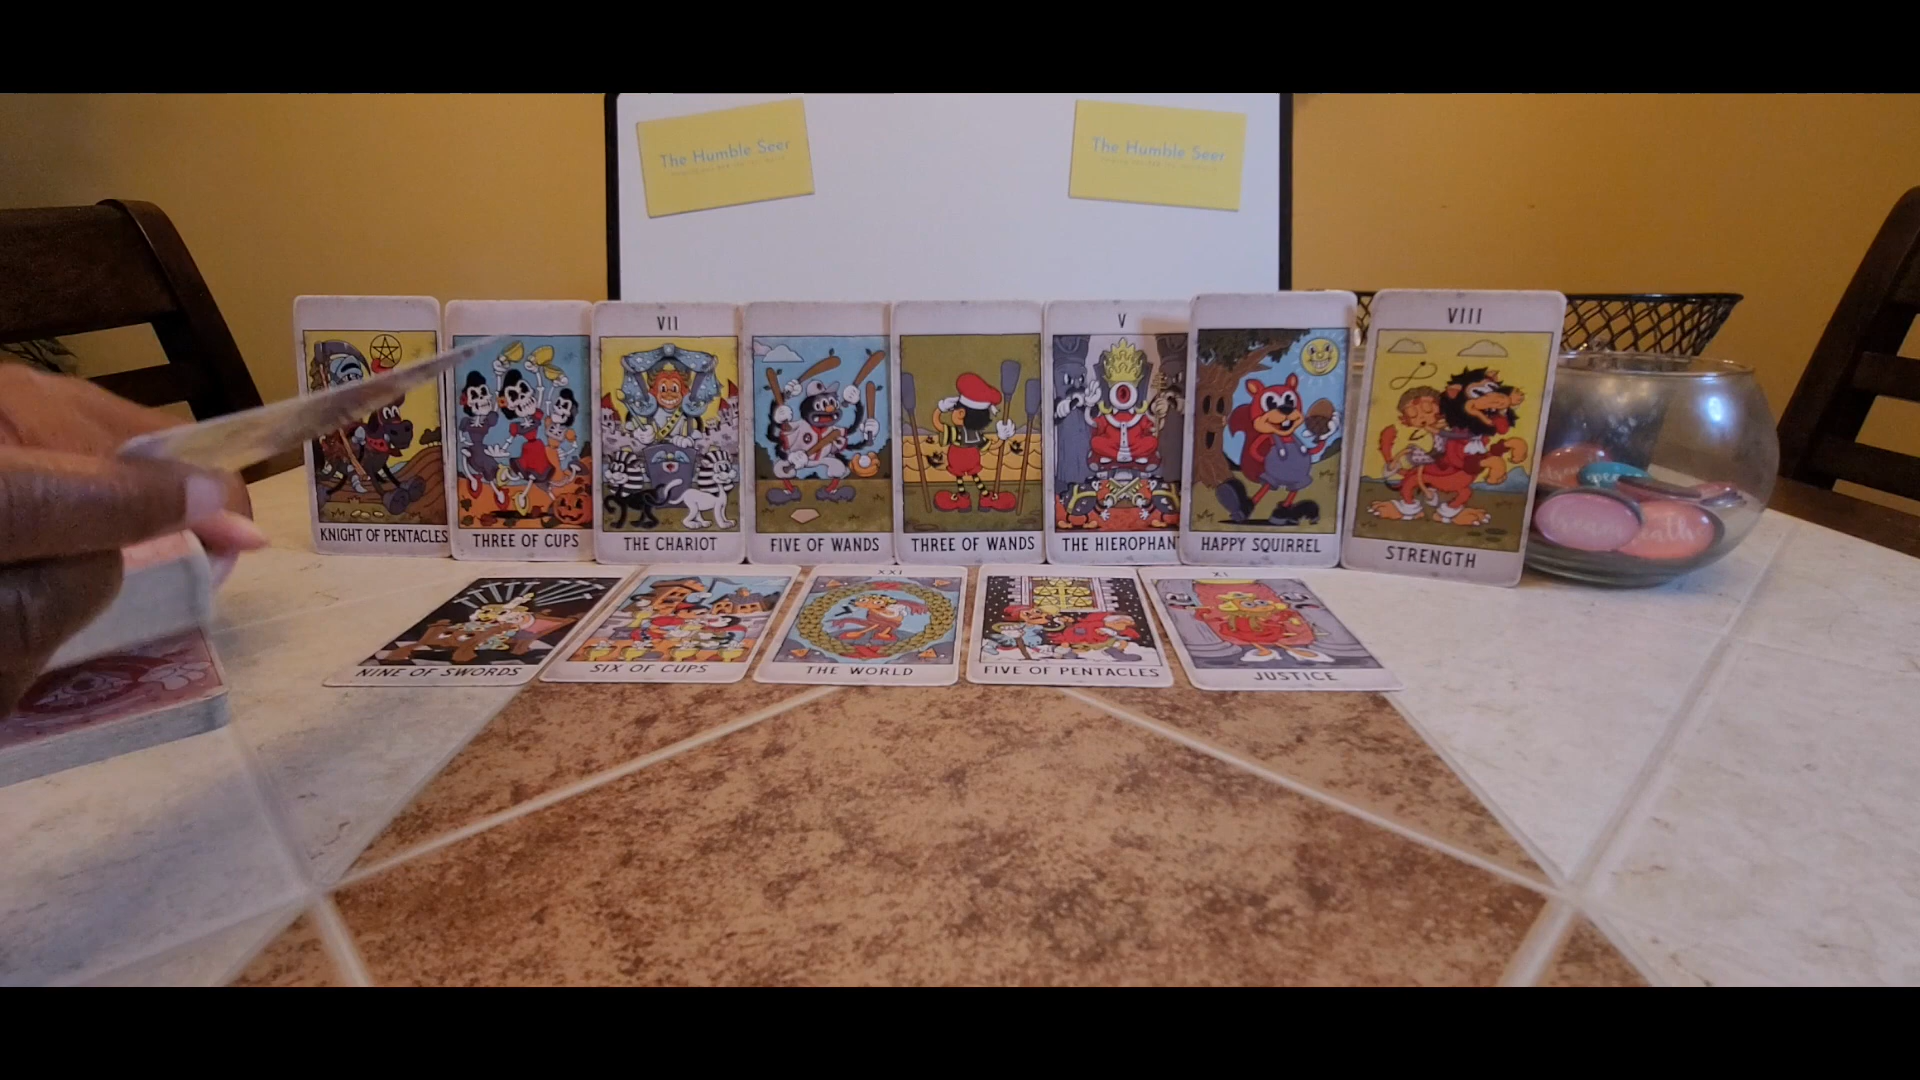 The Humble Seer
The Humble Seer
KNIGHT OF PENTACLES
THREE OF CUPS
VII
THE CHARIOT
FIVE OF WANDS
THREE OF WANDS
V
THE HIEROPHAN
HAPPY SQUIRREL
VIII
STRENGTH
NINE OF SWORDS
SIX OF CUPS
XXI
THE WORLD
FIVE OF PENTACLES
XI
JUSTICE
dream